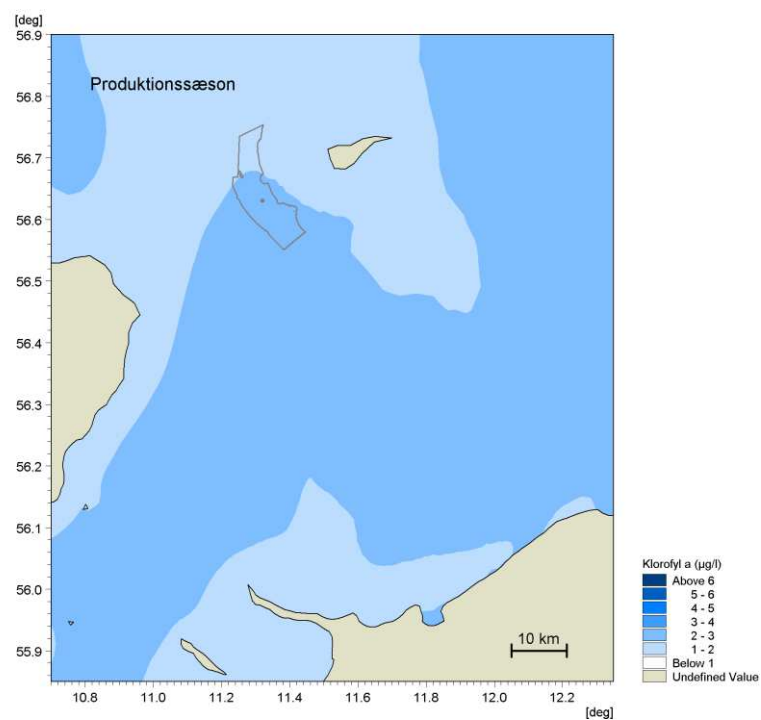 [deg]
56.9
Produktionssæson
56.8
56.7
56.6
56.5
56.4
56.3
56.2
56.1
56.0
55.9
10 km
10.8 11.0 11.2 11.4 11.6 11.8 12.0 12.2
[deg]
Klorofyl a (µg/l)
Above 6
5 - 6
4 - 5
3 - 4
2 - 3
1 - 2
Below 1
Undefined Value